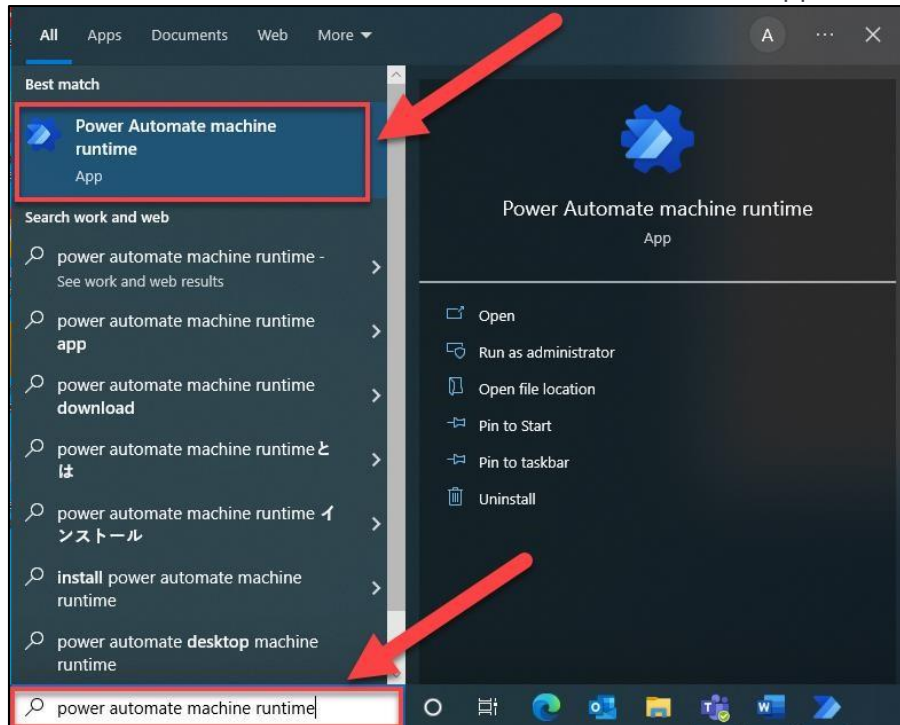 All Apps Documents Web More
A
Best match
Power Automate machine
runtime
App
Search work and web
power automate machine runtime -
See work and web results
power automate machine runtime
app
power automate machine runtime
download
power automate machine runtimeと
は
power automate machine runtime イ
ンストール
install power automate machine
runtime
power automate desktop machine
runtime
power automate machine runtime
Power Automate machine runtime
App
Open
Run as administrator
Open file location
Pin to Start
Pin to taskbar
Uninstall